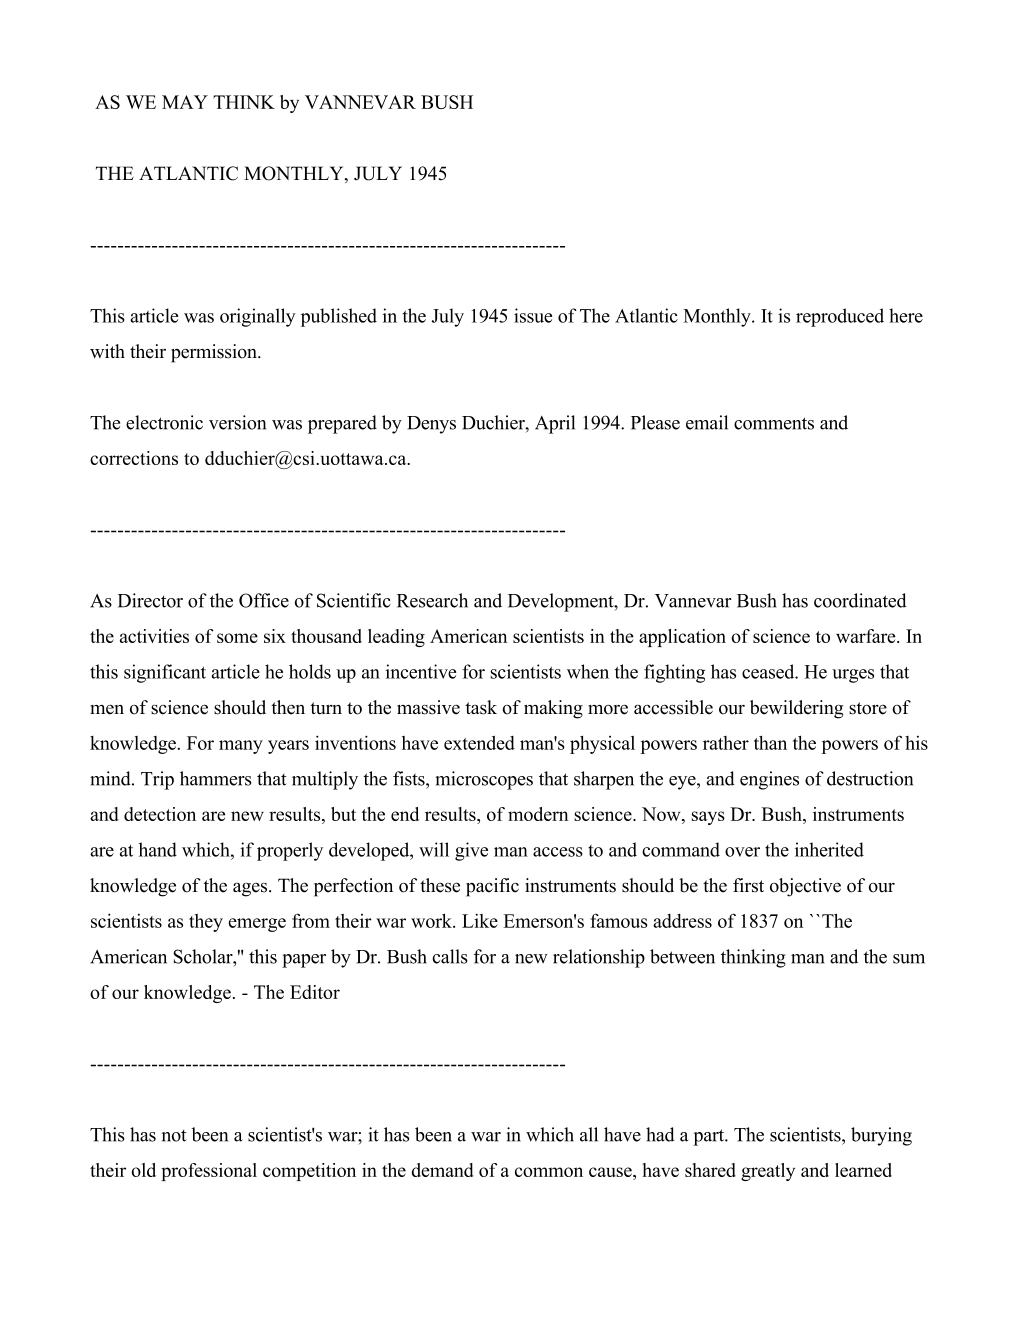 AS WE MAY THINK by VANNEVAR BUSH
THE ATLANTIC MONTHLY, JULY 1945
----------------------------------------------------------------------
This article was originally published in the July 1945 issue of The Atlantic Monthly. It is reproduced here
with their permission.
The electronic version was prepared by Denys Duchier, April 1994. Please email comments and
corrections to dduchier@csi.uottawa.ca.
----------------------------------------------------------------------
As Director of the Office of Scientific Research and Development, Dr. Vannevar Bush has coordinated
the activities of some six thousand leading American scientists in the application of science to warfare. In
this significant article he holds up an incentive for scientists when the fighting has ceased. He urges that
men of science should then turn to the massive task of making more accessible our bewildering store of
knowledge. For many years inventions have extended man's physical powers rather than the powers of his
mind. Trip hammers that multiply the fists, microscopes that sharpen the eye, and engines of destruction
and detection are new results, but the end results, of modern science. Now, says Dr. Bush, instruments
are at hand which, if properly developed, will give man access to and command over the inherited
knowledge of the ages. The perfection of these pacific instruments should be the first objective of our
scientists as they emerge from their war work. Like Emerson's famous address of 1837 on ``The
American Scholar,'' this paper by Dr. Bush calls for a new relationship between thinking man and the sum
of our knowledge. - The Editor
----------------------------------------------------------------------
This has not been a scientist's war; it has been a war in which all have had a part. The scientists, burying
their old professional competition in the demand of a common cause, have shared greatly and learned